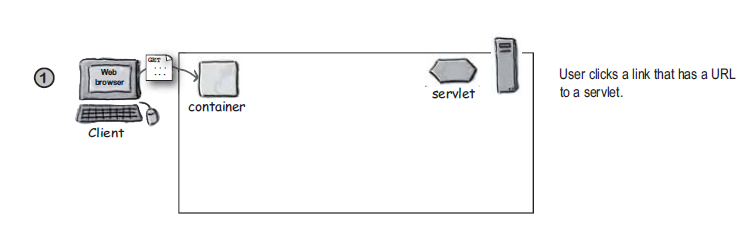 1
Web
browser
GET
... 
...
container
Client
servlet
User clicks a link that has a URL
to a servlet.